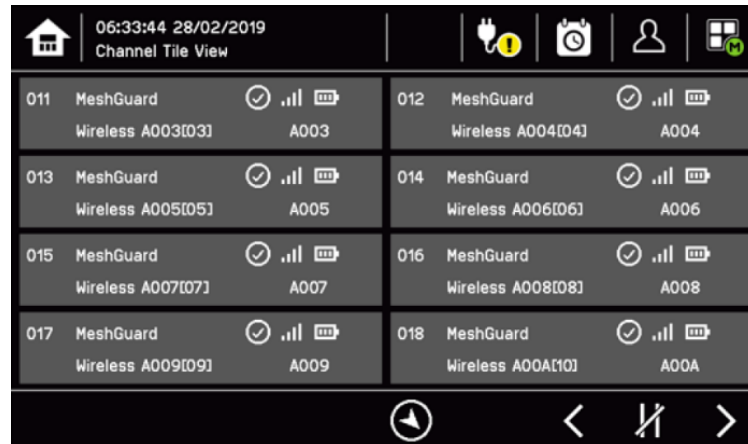 06:33:44 28/02/2019
Channel Tile View
M
011 MeshGuard
Wireless A003[03] A003
012 MeshGuard
Wireless A004[04] A004
013 MeshGuard
Wireless A005[05] A005
014 MeshGuard
Wireless A006[06] A006
015 MeshGuard
Wireless A007[07] A007
016 MeshGuard
Wireless A008[08] A008
017 MeshGuard
Wireless A009[09] A009
018 MeshGuard
Wireless A00A[10] A00A